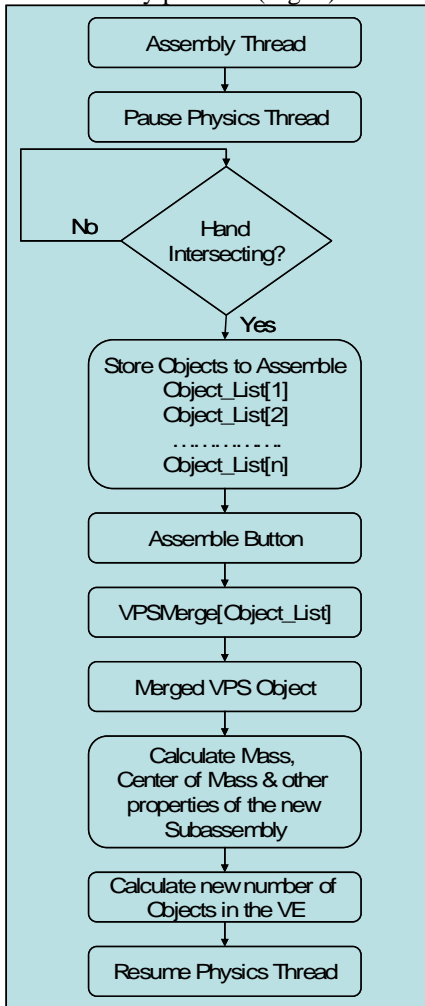 Assembly Thread
Pause Physics Thread
No
Hand
Intersecting?
Yes
Store Objects to Assemble
Object_List[1]
Object_List[2]
……………
Object_List[n]
Assemble Button
VPSMerge[Object_List]
Merged VPS Object
Calculate Mass,
Center of Mass & other
properties of the new
Subassembly
Calculate new number of
Objects in the VE
Resume Physics Thread